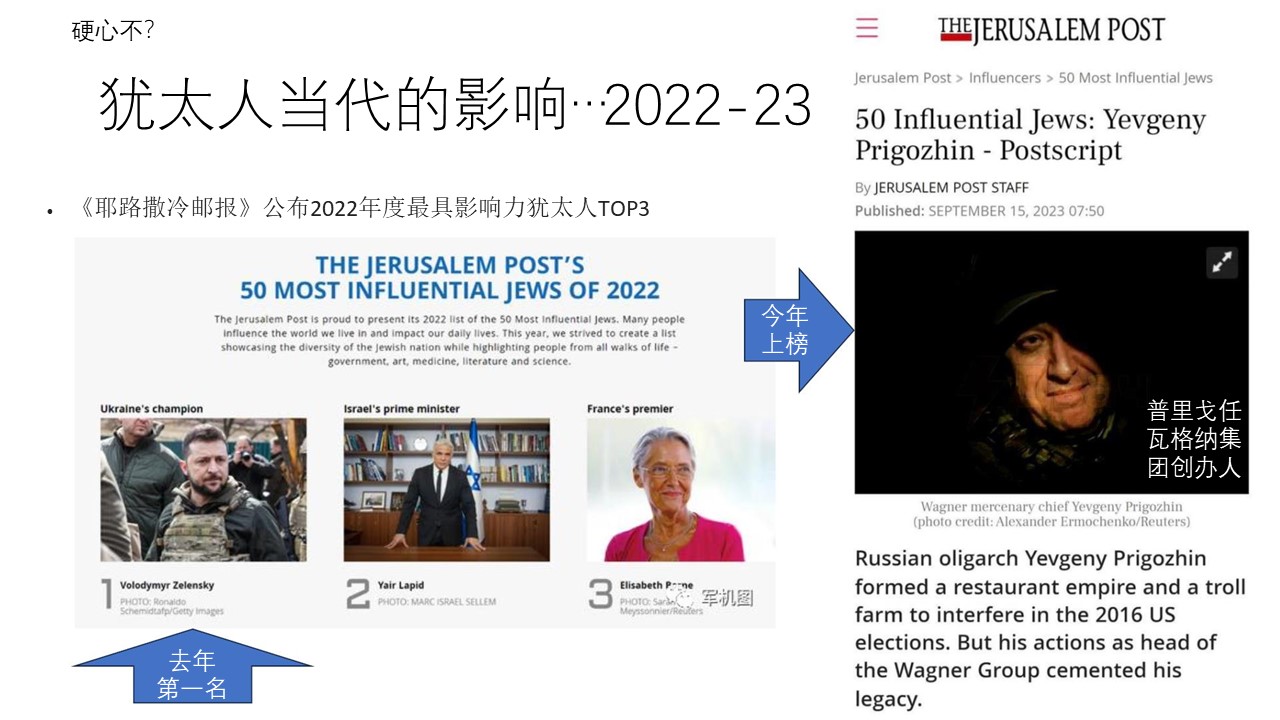 硬心不?
犹太人当代的影响…2022-23
• 《耶路撒冷邮报》公布2022年度最具影响力犹太人TOP3
THE JERUSALEM POST'S
50 MOST INFLUENTIAL JEWS OF 2022
The Jerusalem Post is proud to present its 2022 list of the 50 Most Influential Jews. Many people
influence the world we live in and impact our daily lives. This year, we strived to create a list
showcasing the diversity of the Jewish nation while highlighting people from all walks of life –
government, art, medicine, literature and science.
Ukraine's champion
1 Volodymyr Zelensky
PHOTO: Ronaldo
Schemidtafp/Getty Images
Israel's prime minister
2 Yair Lapid
PHOTO: MARC ISRAEL SELLEM
France's premier
3 Elisabeth
PHOTO:
Meyssonnier/Reuters
军机图
去年
第一名
今年
上榜
THE JERUSALEM POST
Jerusalem Post > Influencers > 50 Most Influential Jews
50 Influential Jews: Yevgeny
Prigozhin - Postscript
By JERUSALEM POST STAFF
Published: SEPTEMBER 15, 2023 07:50
普里戈任
瓦格纳集
团创办人
Wagner mercenary chief Yevgeny Prigozhin
(photo credit: Alexander Ermochenko/Reuters)
Russian oligarch Yevgeny Prigozhin
formed a restaurant empire and a troll
farm to interfere in the 2016 US
elections. But his actions as head of
the Wagner Group cemented his
legacy.